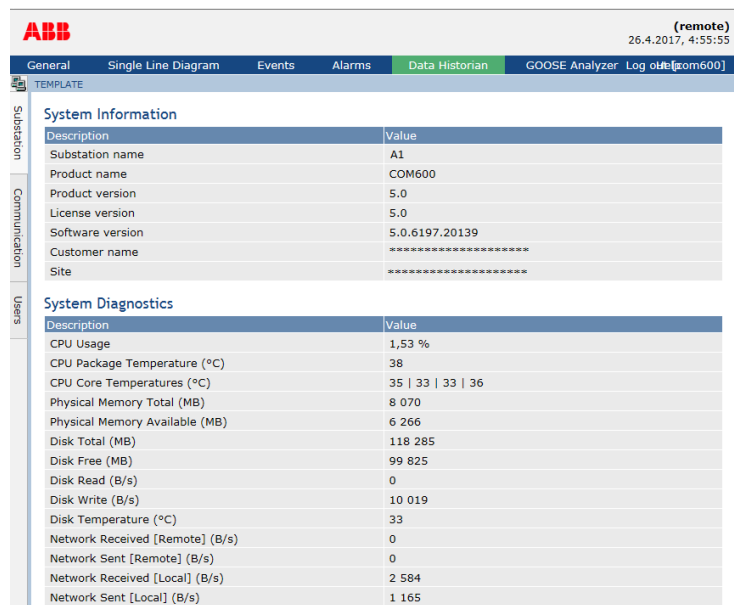 ABB
(remote)
26.4.2017, 4:55:55
General Single Line Diagram Events Alarms Data Historian GOOSE Analyzer Log out [com600]
TEMPLATE
Substation
Communication
Users
System Information
Description Value
Substation name A1
Product name COM600
Product version 5.0
License version 5.0
Software version 5.0.6197.20139
Customer name ********************
Site ********************
System Diagnostics
Description Value
CPU Usage 1,53 %
CPU Package Temperature (°C) 38
CPU Core Temperatures (°C) 35 | 33 | 33 | 36
Physical Memory Total (MB) 8 070
Physical Memory Available (MB) 6 266
Disk Total (MB) 118 285
Disk Free (MB) 99 825
Disk Read (B/s) 0
Disk Write (B/s) 10 019
Disk Temperature (°C) 33
Network Received [Remote] (B/s) 0
Network Sent [Remote] (B/s) 0
Network Received [Local] (B/s) 2 584
Network Sent [Local] (B/s) 1 165